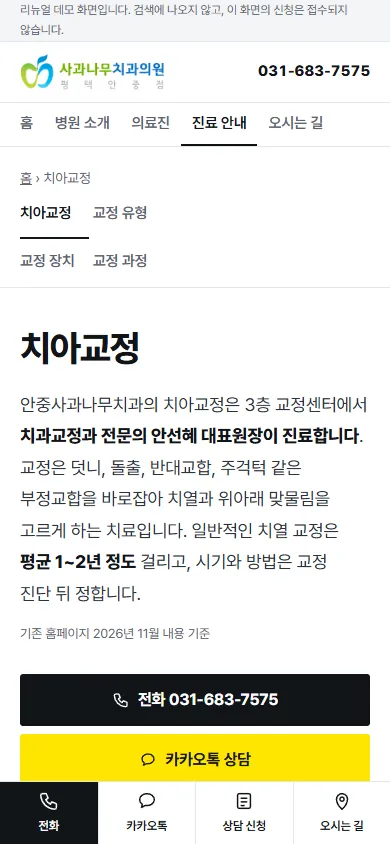 리뉴얼 데모 화면입니다. 검색에 나오지 않고, 이 화면의 신청은 접수되지
않습니다.
사과나무치과의원
평택안중점
031-683-7575
홈 병원 소개 의료진 진료 안내 오시는 길
홈 › 치아교정
치아교정 교정 유형
교정 장치 교정 과정
치아교정
안중사과나무치과의 치아교정은 3층 교정센터에서
치과교정과 전문의 안선혜 대표원장이 진료합니다.
교정은 덧니, 돌출, 반대교합, 주걱턱 같은
부정교합을 바로잡아 치열과 위아래 맞물림을
고르게 하는 치료입니다. 일반적인 치열 교정은
평균 1~2년 정도 걸리고, 시기와 방법은 교정
진단 뒤 정합니다.
기존 홈페이지 2026년 11월 내용 기준
전화 031-683-7575
카카오톡 상담
전화 카카오톡 상담 신청 오시는 길